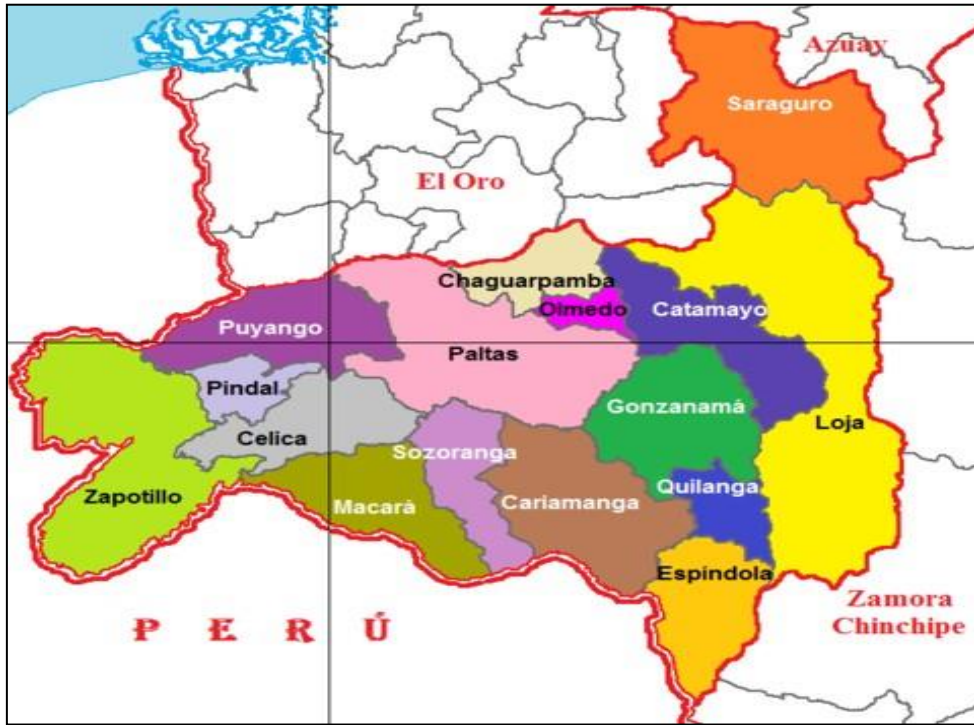 Azuay
Saraguro
El Oro
Chaguarpamba
Olmedo
Catamayo
Puyango
Paltas
Pindal
Gonzanamá
Loja
Celica
Sozoranga
Quilanga
Zapotillo
Macará
Cariamanga
Espíndola
Zamora
Chinchipe
PERÚ